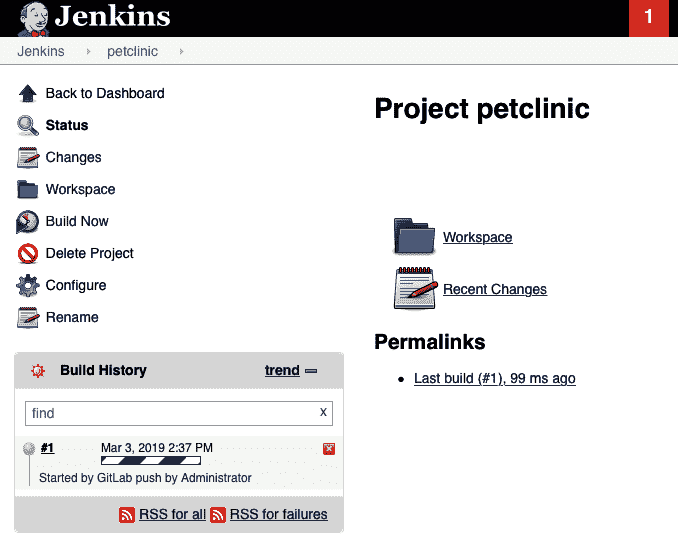 Jenkins
1
Jenkins petclinic
Back to Dashboard
Status
Changes
Workspace
Build Now
Delete Project
Configure
Rename
Build History trend
find X
#1 Mar 3, 2019 2:37 PM
Started by GitLab push by Administrator
RSS for all RSS for failures
Project petclinic
Workspace
Recent Changes
Permalinks
Last build (#1), 99 ms ago